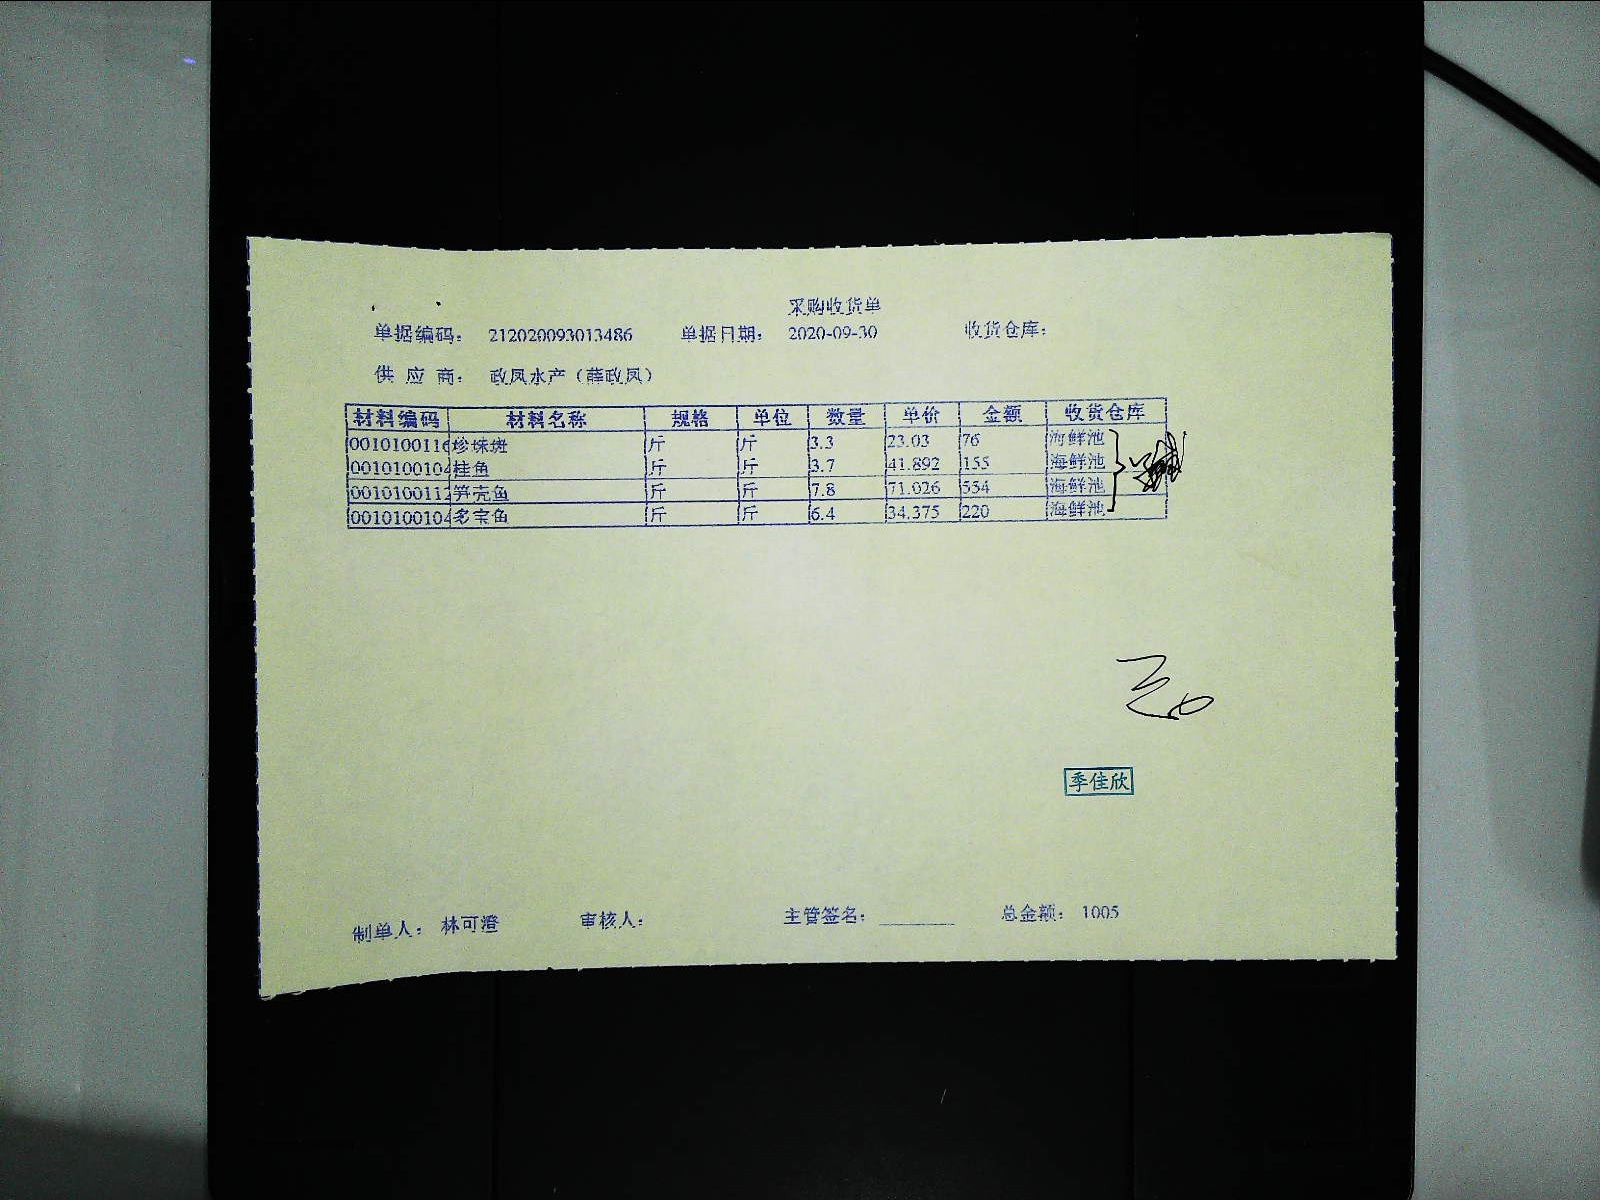 采购收货单
单据编码： 212020093013486 单据日期： 2020-09-30 收货仓库：
供 应 商： 政凤水产（薛政凤）
材料编码 材料名称 规格 单位 数量 单价 金额 收货仓库
0010100116 珍珠斑 斤 斤 3.3 23.03 76 海鲜池
0010100104 桂鱼 斤 斤 3.7 41.892 155 海鲜池
0010100112 笋壳鱼 斤 斤 7.8 71.026 554 海鲜池
0010100104 多宝鱼 斤 斤 6.4 34.375 220 海鲜池
季佳欣
制单人： 林可澄 审核人： 主管签名： 总金额： 1005